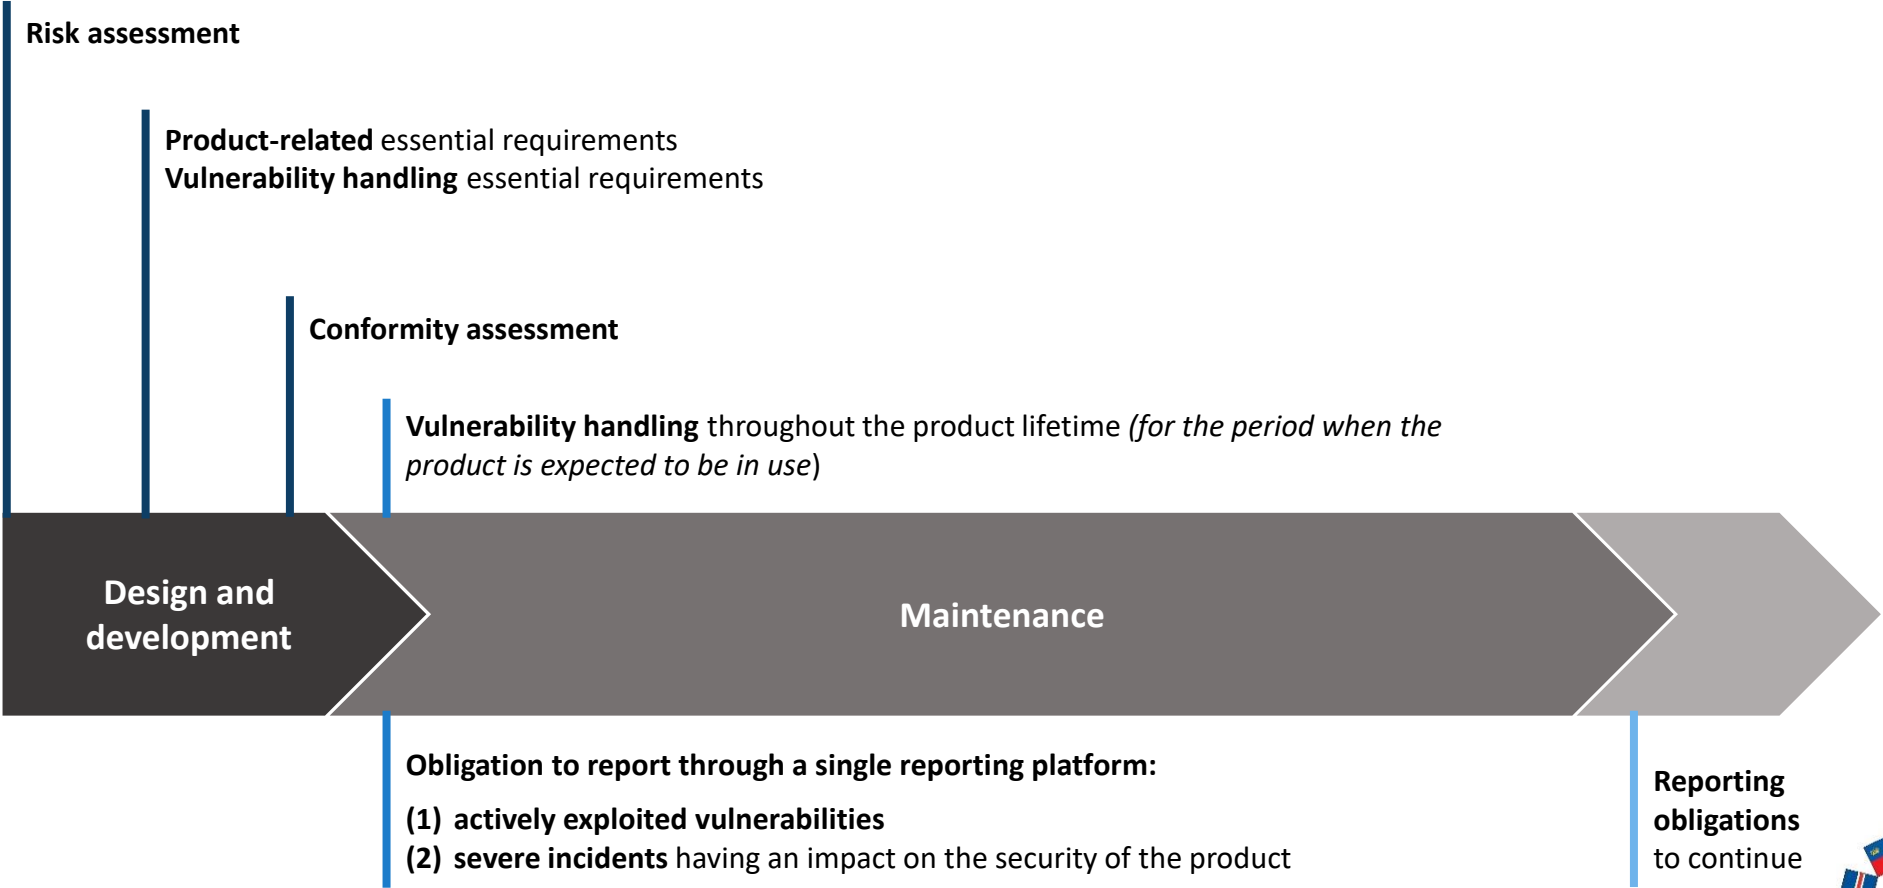 Risk assessment
Product-related essential requirements
Vulnerability handling essential requirements
Conformity assessment
Vulnerability handling throughout the product lifetime (for the period when the
product is expected to be in use)
Design and
development
Maintenance
Obligation to report through a single reporting platform:
(1) actively exploited vulnerabilities
(2) severe incidents having an impact on the security of the product
Reporting
obligations
to continue